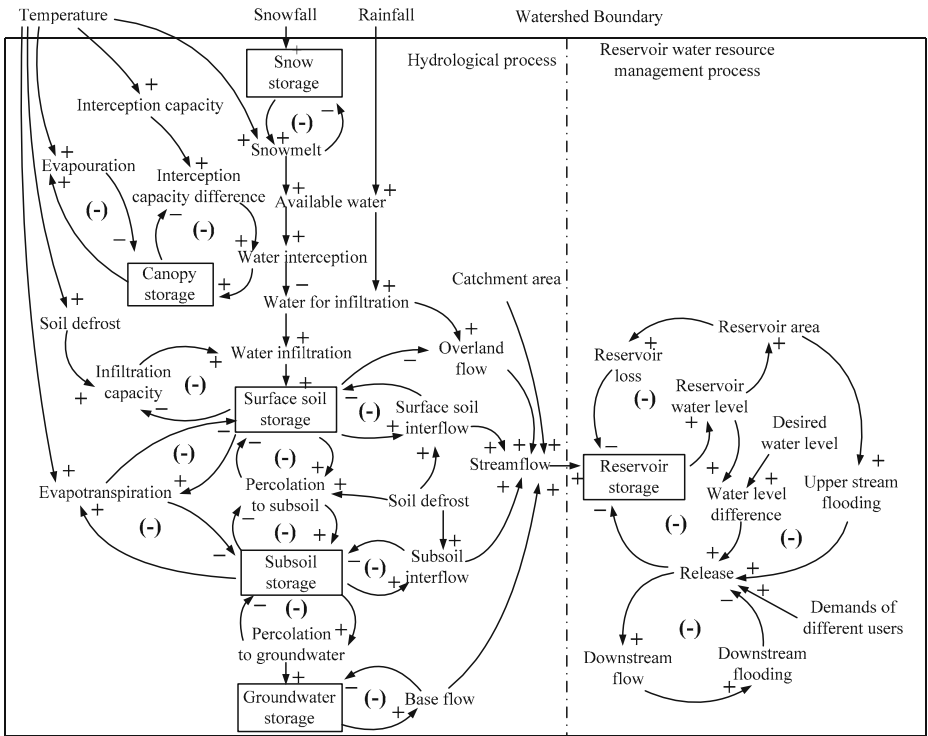 Temperature
Snowfall
Rainfall
Watershed Boundary
Snow
storage
Hydrological process
Reservoir water resource
management process
+
Interception capacity
−
(-)
+
+
Snowmelt
+
Evapouration
+
+
Interception
capacity difference
+
+
Available water
(-)
−
(-)
−
+
+
Water interception
Canopy
storage
+
−
+
Water for infiltration
Catchment area
+
Soil defrost
+
Water infiltration
+
Overland
flow
−
Infiltration
capacity
+
(-)
+
−
+
Surface soil
storage
−
(-)
+
Surface soil
interflow
Reservoir area
+
Reservoir
loss
+
(-)
Reservoir
water level
+
Desired
water level
−
−
(-)
+
−
(-)
+
+
Evapotranspiration
+
Percolation
to subsoil
+
Soil defrost
+
+
+
+
+
+
Streamflow
+
Reservoir
storage
−
+
+
Water level
difference
+
Upper stream
flooding
(-)
−
−
(-)
+
+
Subsoil
storage
−
(-)
+
Subsoil
interflow
(-)
(-)
+
+
Release
+
−
−
(-)
+
Percolation
to groundwater
Demands of
different users
(-)
+
Downstream
flow
+
Downstream
flooding
+
Groundwater
storage
−
(-)
+
Base flow